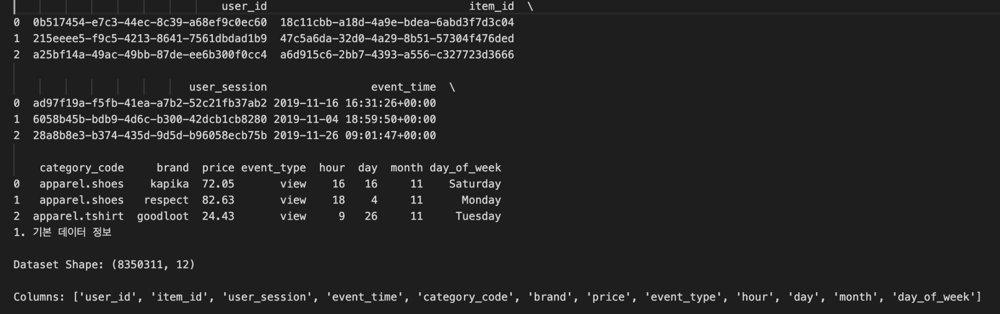 user_id item_id \
0 0b517454-e7c3-44ec-8c39-a68ef9c0ec60 18c11cbb-a18d-4a9e-bdea-6abd3f7d3c04
1 215eeee5-f9c5-4213-8641-7561dbdad1b9 47c5a6da-32d0-4a29-8b51-57304f476ded
2 a25bf14a-49ac-49bb-87de-ee6b300f0cc4 a6d915c6-2bb7-4393-a556-c327723d3666
user_session event_time \
0 ad97f19a-f5fb-41ea-a7b2-52c21fb37ab2 2019-11-16 16:31:26+00:00
1 6058b45b-bdb9-4d6c-b300-42dcb1cb8280 2019-11-04 18:59:50+00:00
2 28a8b8e3-b374-435d-9d5d-b96058ecb75b 2019-11-26 09:01:47+00:00
category_code brand price event_type hour day month day_of_week
0 apparel.shoes kapika 72.05 view 16 16 11 Saturday
1 apparel.shoes respect 82.63 view 18 4 11 Monday
2 apparel.tshirt goodloot 24.43 view 9 26 11 Tuesday
1. 기본 데이터 정보
Dataset Shape: (8350311, 12)
Columns: ['user_id', 'item_id', 'user_session', 'event_time', 'category_code', 'brand', 'price', 'event_type', 'hour', 'day', 'month', 'day_of_week']